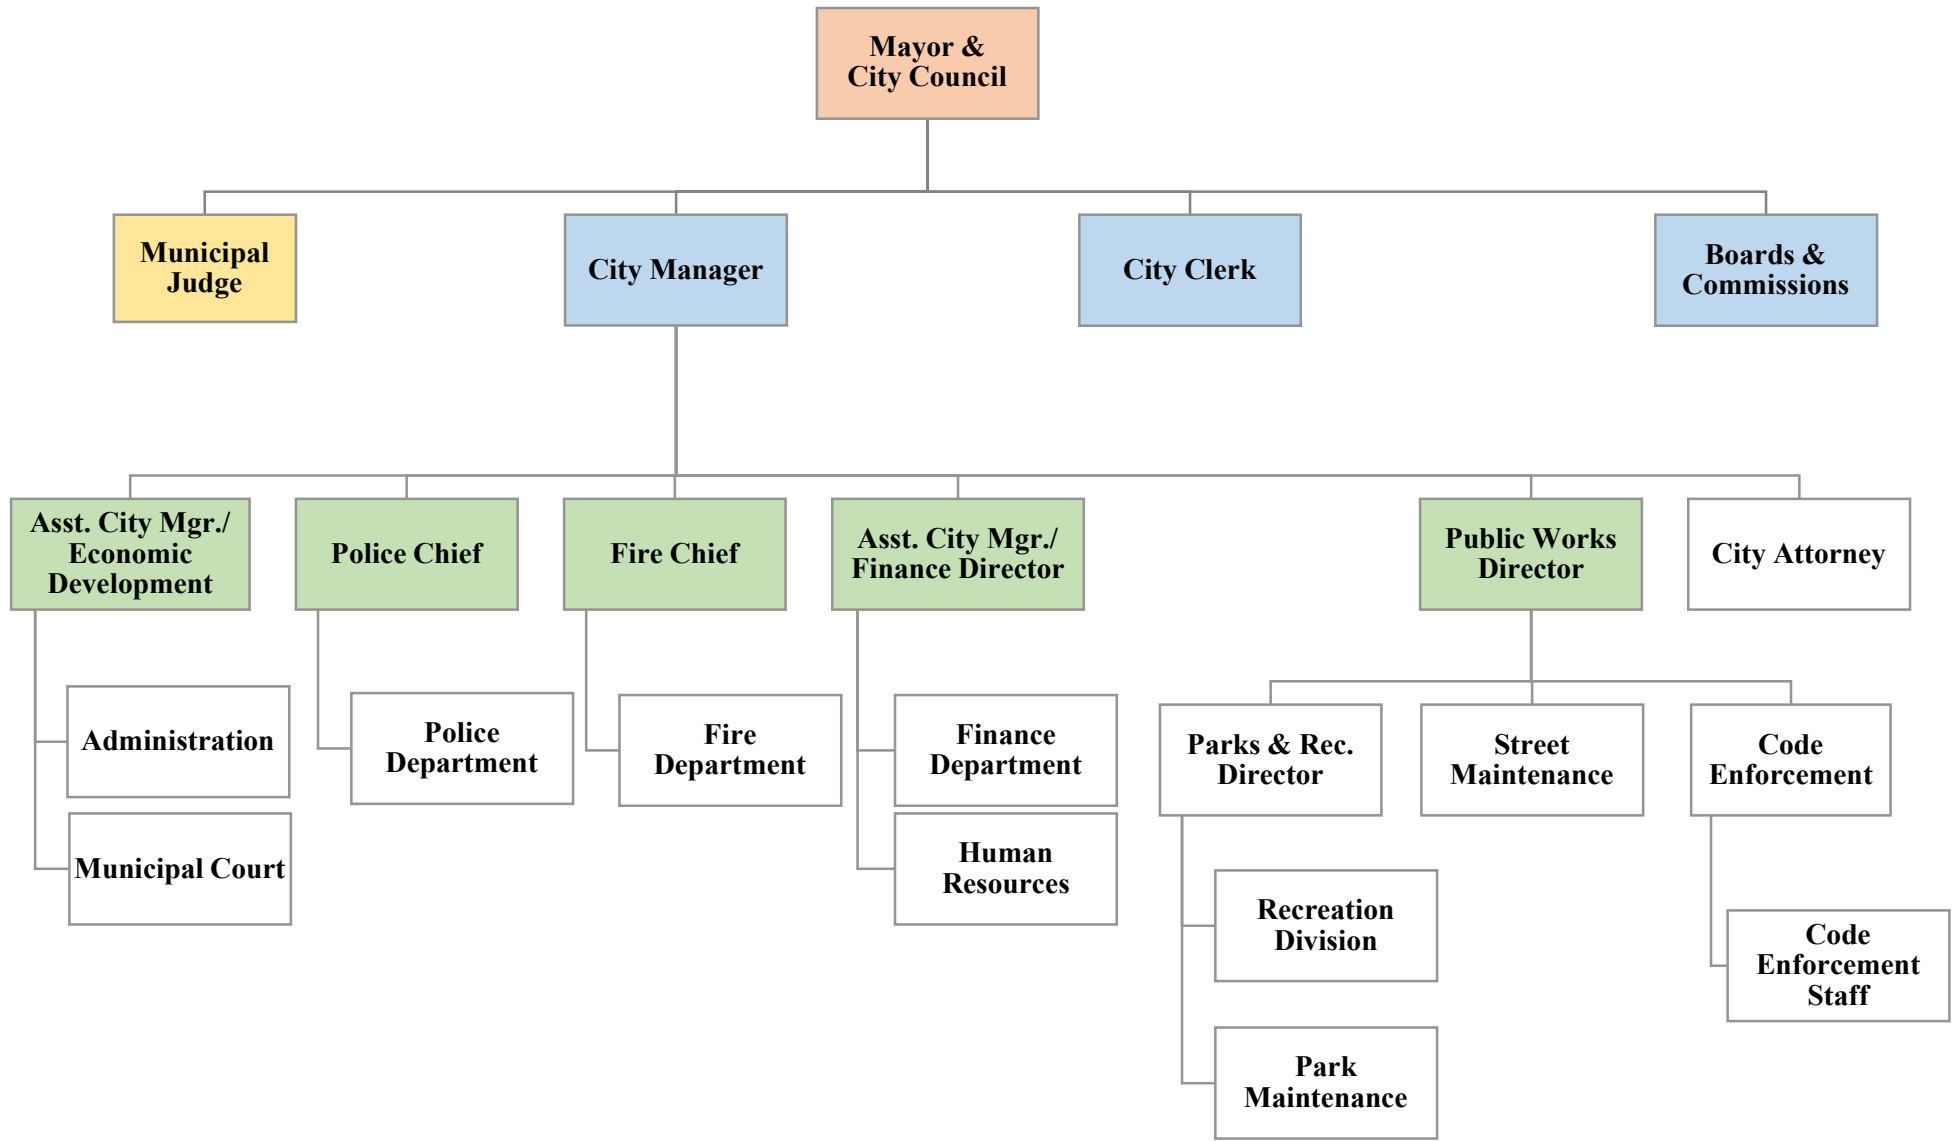 Mayor &
City Council
Municipal
Judge
City Manager
City Clerk
Boards &
Commissions
Asst. City Mgr./
Economic
Development
Police Chief
Fire Chief
Asst. City Mgr./
Finance Director
Public Works
Director
City Attorney
Administration
Police
Department
Fire
Department
Finance
Department
Parks & Rec.
Director
Street
Maintenance
Code
Enforcement
Municipal Court
Human
Resources
Recreation
Division
Code
Enforcement
Staff
Park
Maintenance